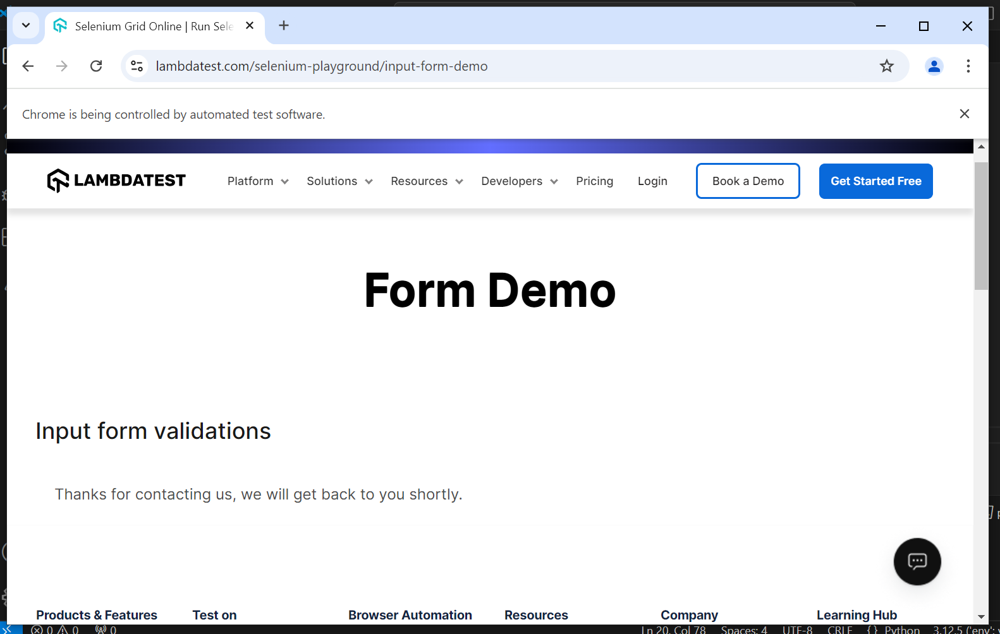 Selenium Grid Online | Run Sele
lambdatest.com/selenium-playground/input-form-demo
Chrome is being controlled by automated test software.
LAMBDATEST Platform Solutions Resources Developers Pricing Login Book a Demo Get Started Free
Form Demo
Input form validations
Thanks for contacting us, we will get back to you shortly.
Products & Features Test on Browser Automation Resources Company Learning Hub
0 0 0 Ln 20, Col 78 Spaces: 4 UTF-8 CRLF { } Python 3.12.5 ('env':